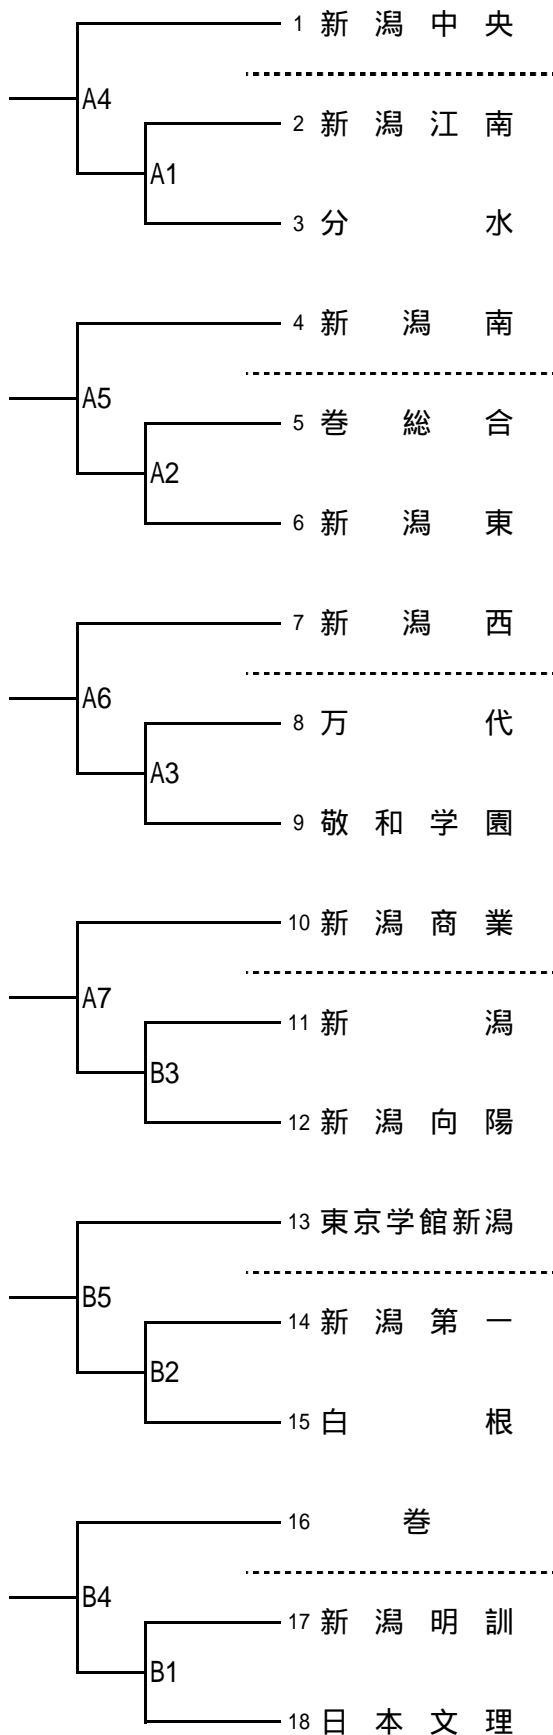 1 新潟中央
A4
2 新潟江南
A1
3 分水
4 新潟南
A5
5 巻総合
A2
6 新潟東
7 新潟西
A6
8 万代
A3
9 敬和学園
10 新潟商業
A7
11 新潟
B3
12 新潟向陽
13 東京学館新潟
B5
14 新潟第一
B2
15 白根
16 巻
B4
17 新潟明訓
B1
18 日本文理